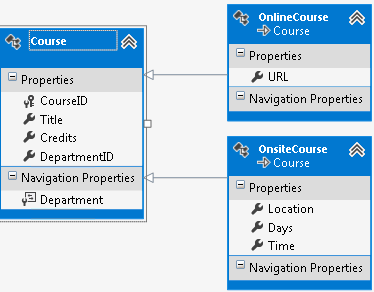 Course
Properties
CourseID
Title
Credits
DepartmentID
Navigation Properties
Department
OnlineCourse
Course
Properties
URL
Navigation Properties
OnsiteCourse
Course
Properties
Location
Days
Time
Navigation Properties